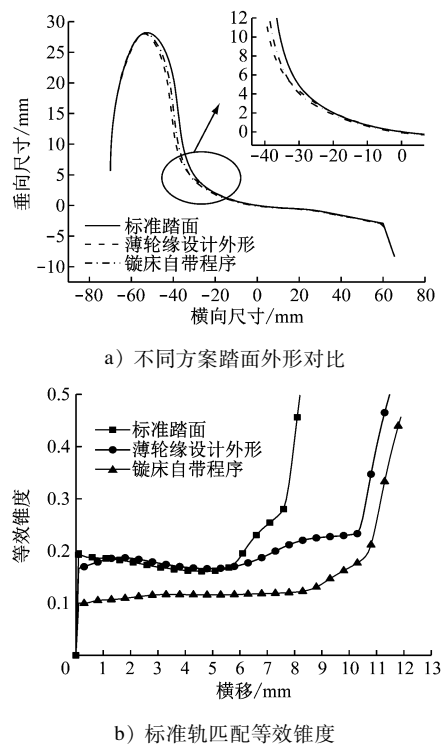 垂向尺寸/mm
30
25
20
15
10
5
0
-5
-10
12
10
8
6
4
2
0
-40 -30 -20 -10 0
标准踏面
薄轮缘设计外形
镟床自带程序
-80 -60 -40 -20 0 20 40 60 80
横向尺寸/mm
a）不同方案踏面外形对比
等效锥度
0.5
0.4
0.3
0.2
0.1
标准踏面
薄轮缘设计外形
镟床自带程序
0 1 2 3 4 5 6 7 8 9 10 11 12 13
横移/mm
b）标准轨匹配等效锥度